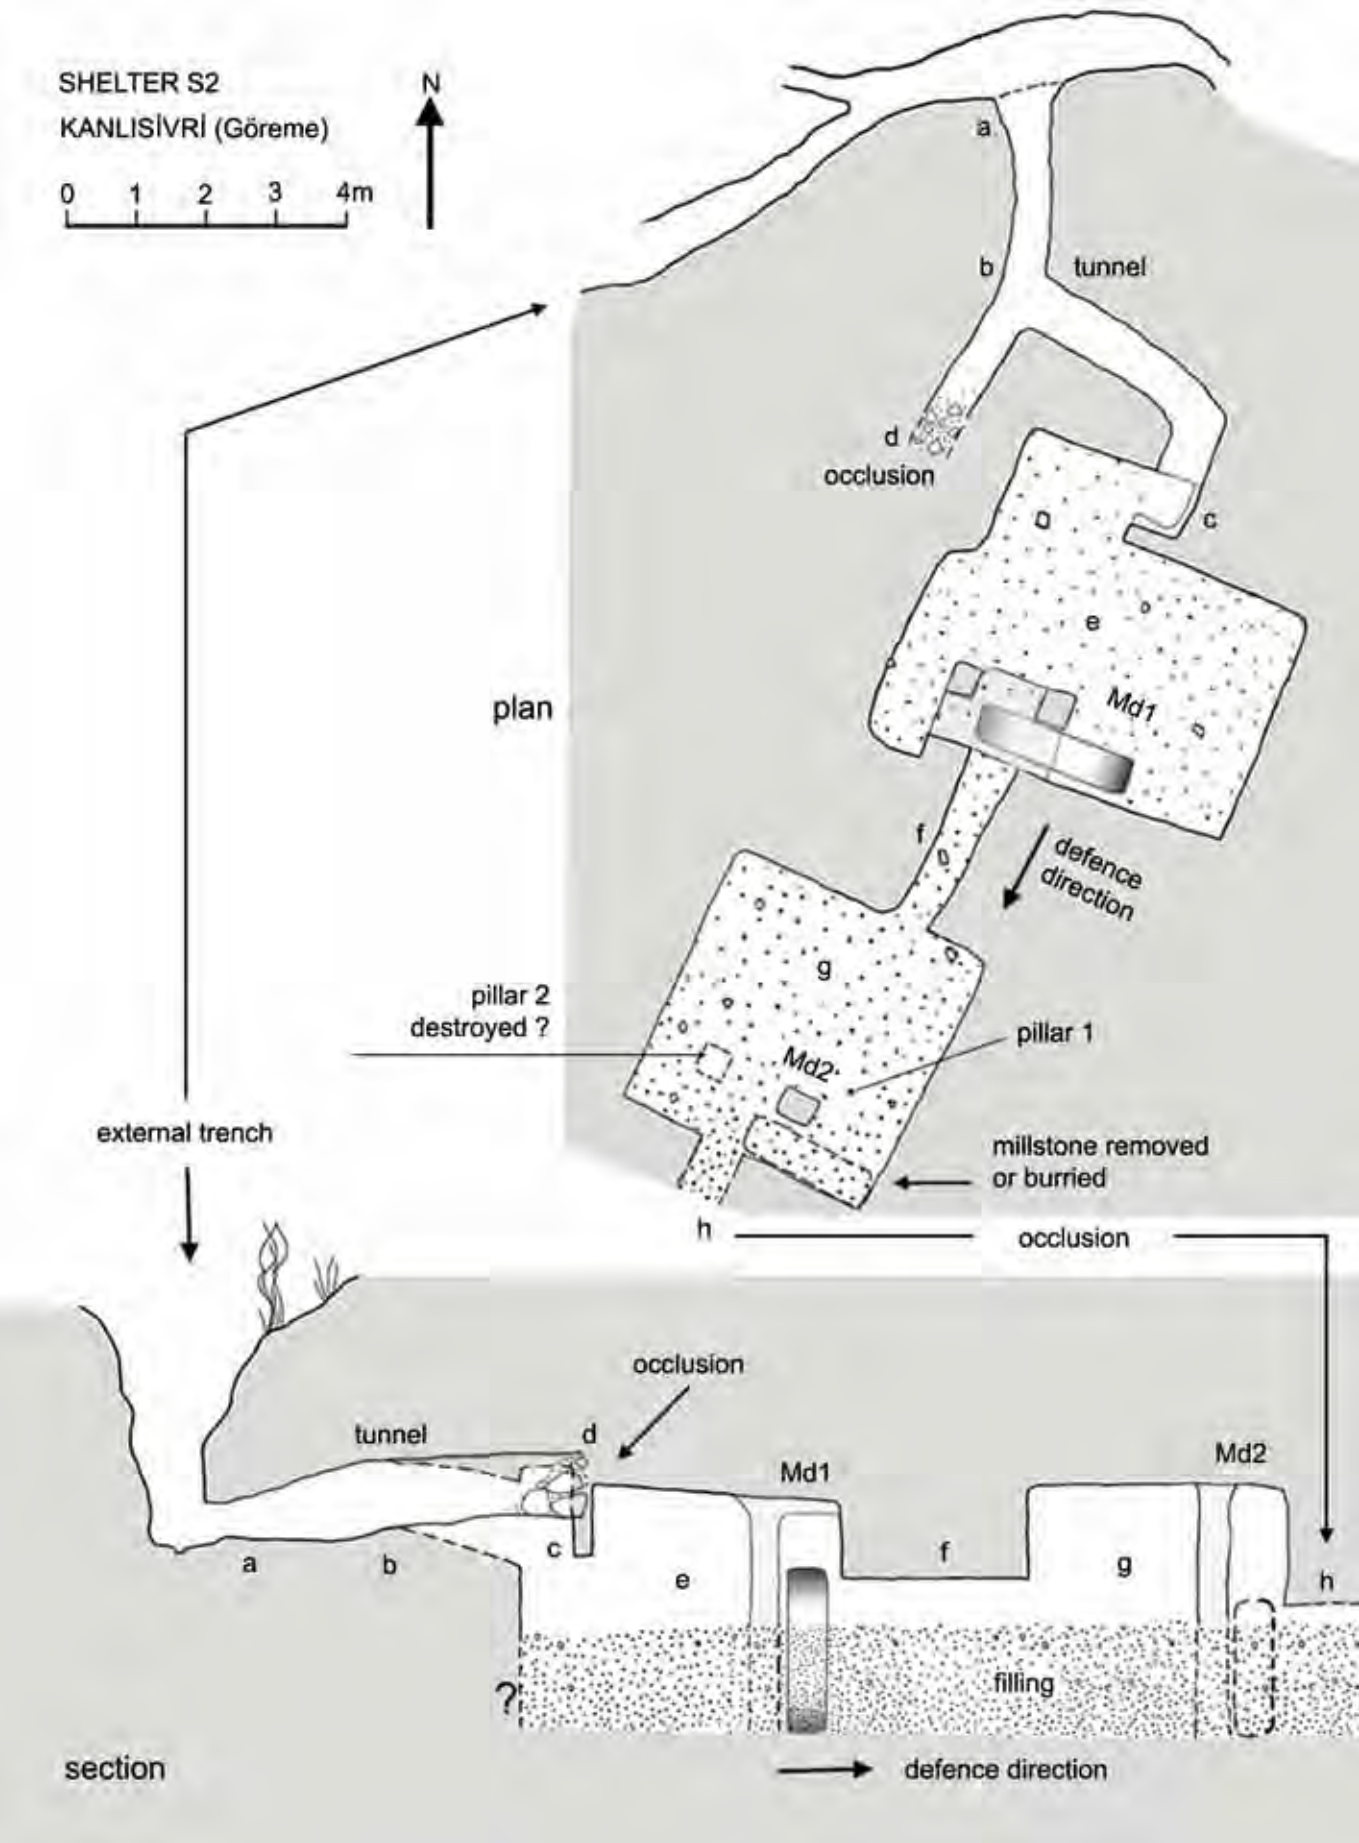 SHELTER S2
KANLISİVRİ (Göreme)
0 1 2 3 4m
N
a
b
tunnel
d
occlusion
c
e
Md1
plan
f
defence
direction
g
pillar 2
destroyed ?
Md2
pillar 1
external trench
millstone removed
or burried
h
occlusion
occlusion
tunnel
d
Md1
Md2
a
b
c
e
f
g
h
?
filling
section
defence direction